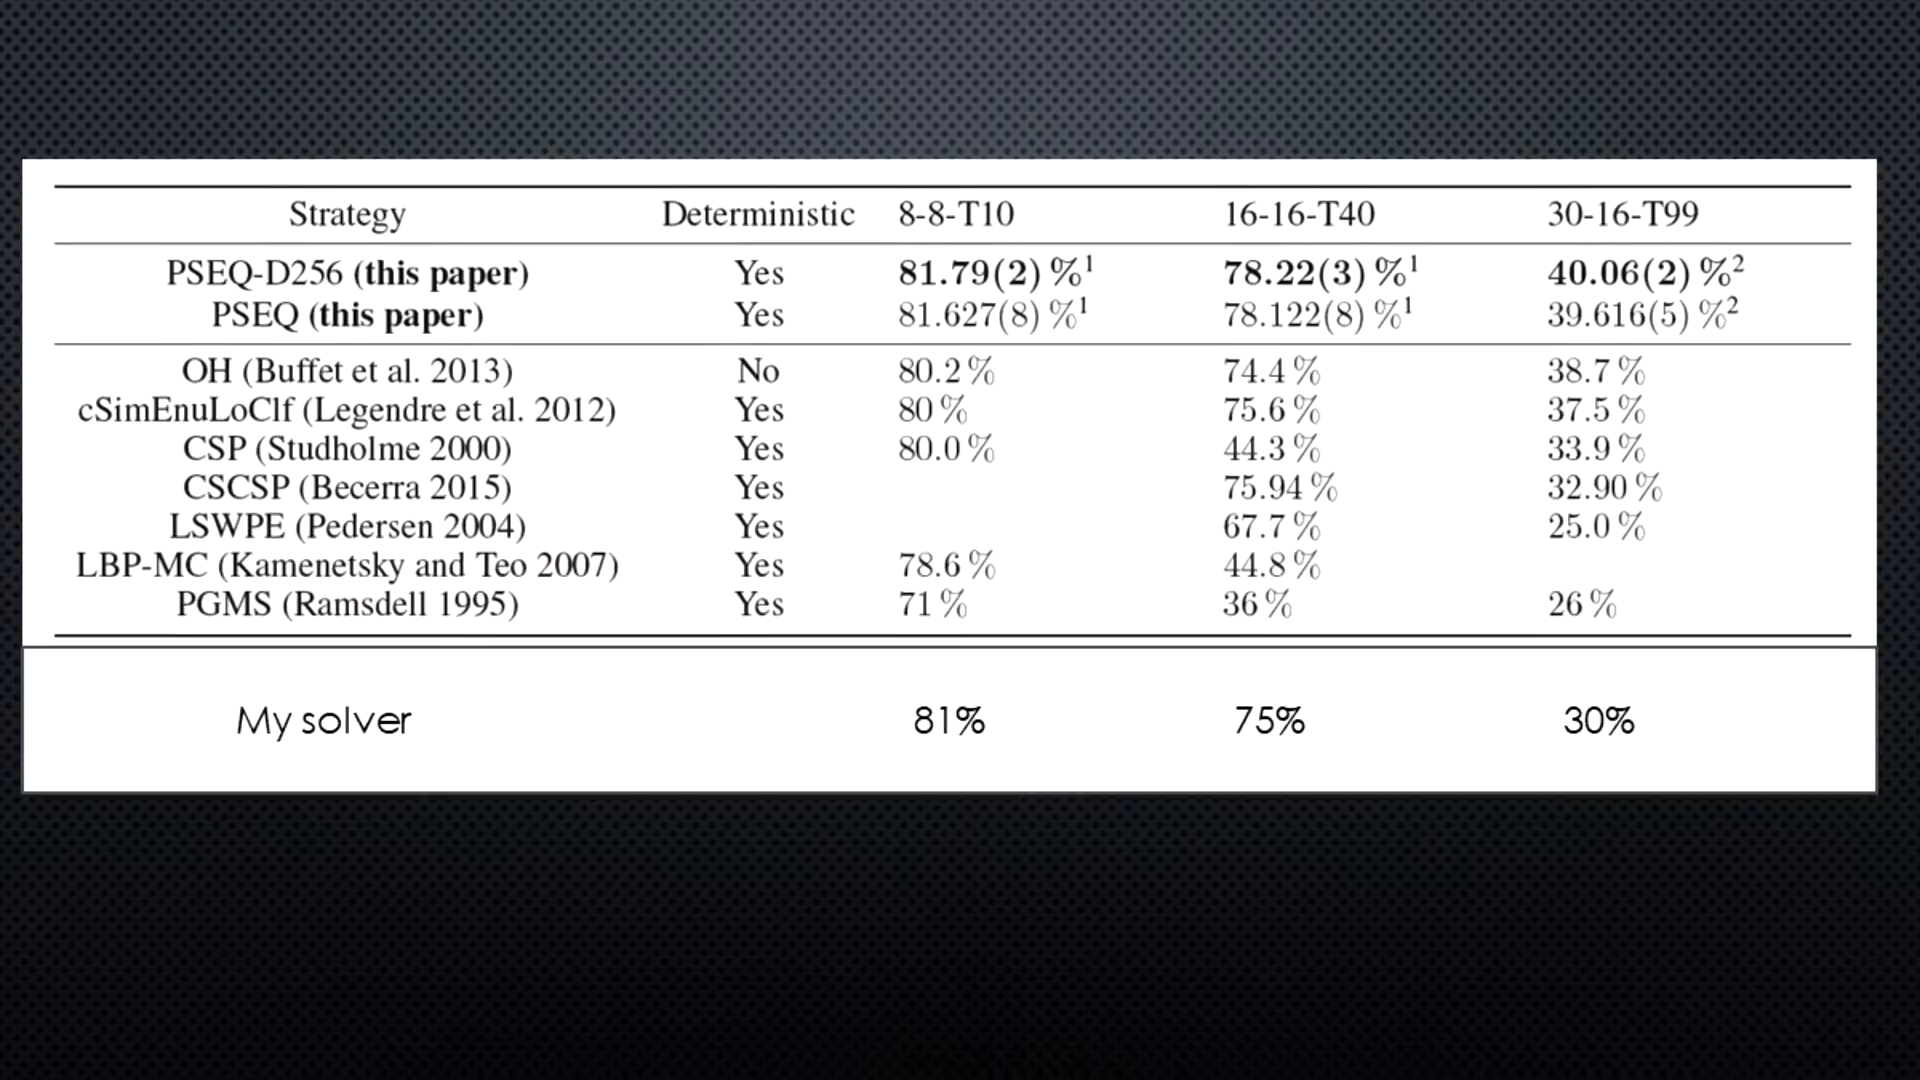 Strategy Deterministic 8-8-T10 16-16-T40 30-16-T99
PSEQ-D256 (this paper) Yes 81.79(2) %¹ 78.22(3) %¹ 40.06(2) %²
PSEQ (this paper) Yes 81.627(8) %¹ 78.122(8) %¹ 39.616(5) %²
OH (Buffet et al. 2013) No 80.2 % 74.4 % 38.7 %
cSimEnuLoClf (Legendre et al. 2012) Yes 80 % 75.6 % 37.5 %
CSP (Studholme 2000) Yes 80.0 % 44.3 % 33.9 %
CSCSP (Becerra 2015) Yes 75.94 % 32.90 %
LSWPE (Pedersen 2004) Yes 67.7 % 25.0 %
LBP-MC (Kamenetsky and Teo 2007) Yes 78.6 % 44.8 %
PGMS (Ramsdell 1995) Yes 71 % 36 % 26 %
My solver 81% 75% 30%